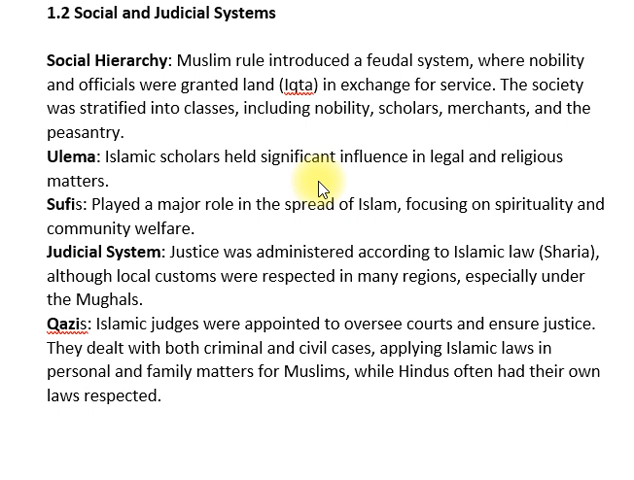 1.2 Social and Judicial Systems
Social Hierarchy: Muslim rule introduced a feudal system, where nobility
and officials were granted land (Iqta) in exchange for service. The society
was stratified into classes, including nobility, scholars, merchants, and the
peasantry.
Ulema: Islamic scholars held significant influence in legal and religious
matters.
Sufis: Played a major role in the spread of Islam, focusing on spirituality and
community welfare.
Judicial System: Justice was administered according to Islamic law (Sharia),
although local customs were respected in many regions, especially under
the Mughals.
Qazis: Islamic judges were appointed to oversee courts and ensure justice.
They dealt with both criminal and civil cases, applying Islamic laws in
personal and family matters for Muslims, while Hindus often had their own
laws respected.